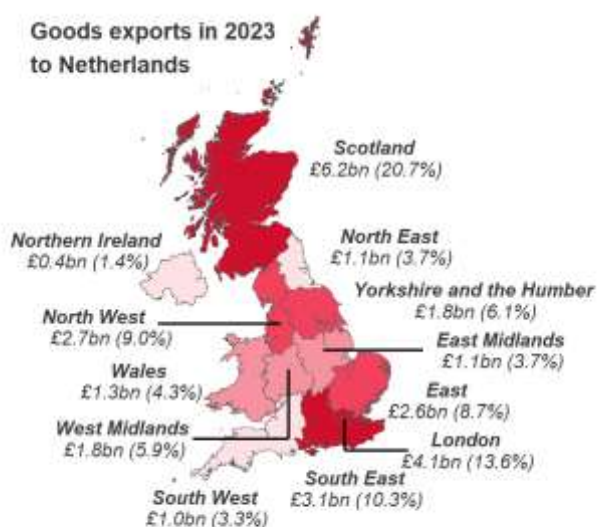 Goods exports in 2023
to Netherlands
Scotland
£6.2bn (20.7%)
Northern Ireland
£0.4bn (1.4%)
North East
£1.1bn (3.7%)
Yorkshire and the Humber
£1.8bn (6.1%)
North West
£2.7bn (9.0%)
East Midlands
£1.1bn (3.7%)
Wales
£1.3bn (4.3%)
East
£2.6bn (8.7%)
West Midlands
£1.8bn (5.9%)
London
£4.1bn (13.6%)
South East
£3.1bn (10.3%)
South West
£1.0bn (3.3%)